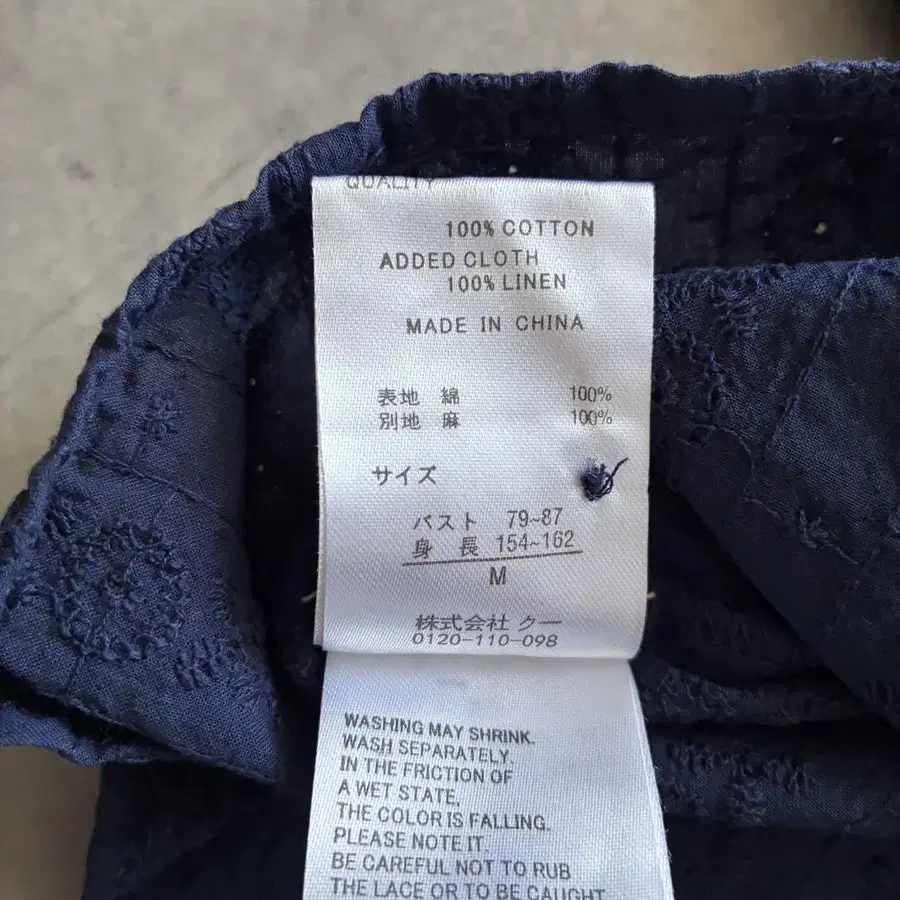 QUALITY
100% COTTON
ADDED CLOTH
100% LINEN
MADE IN CHINA
表地 綿 100%
別地 麻 100%
サイズ
バスト 79~87
身長 154~162
M
株式会社 クー
0120-110-098
WASHING MAY SHRINK.
WASH SEPARATELY.
IN THE FRICTION OF
A WET STATE,
THE COLOR IS FALLING.
PLEASE NOTE IT.
BE CAREFUL NOT TO RUB
THE LACE OR TO BE CAUGHT